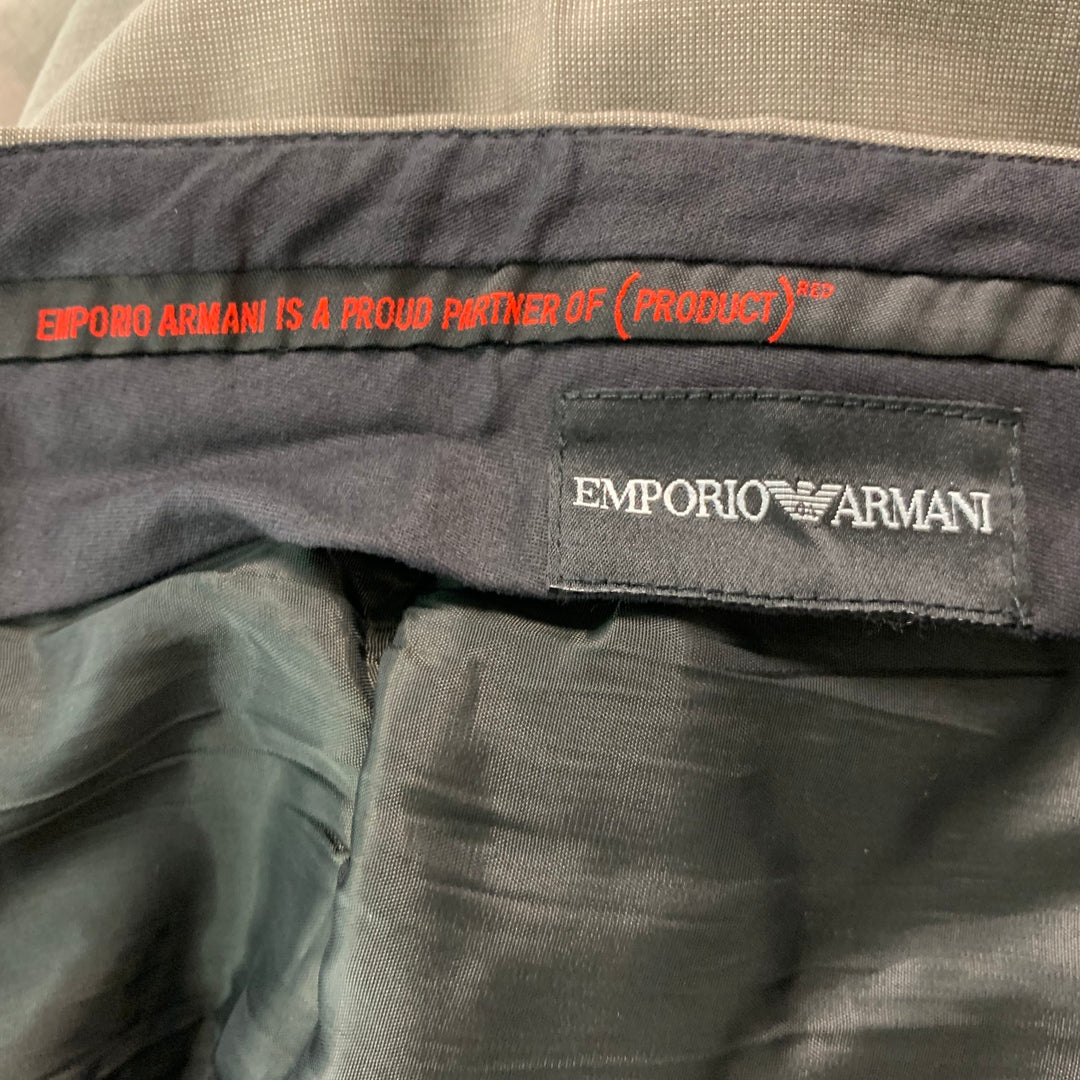 EMPORIO ARMANI IS A PROUD PARTNER OF (PRODUCT)RED
EMPORIO ARMANI